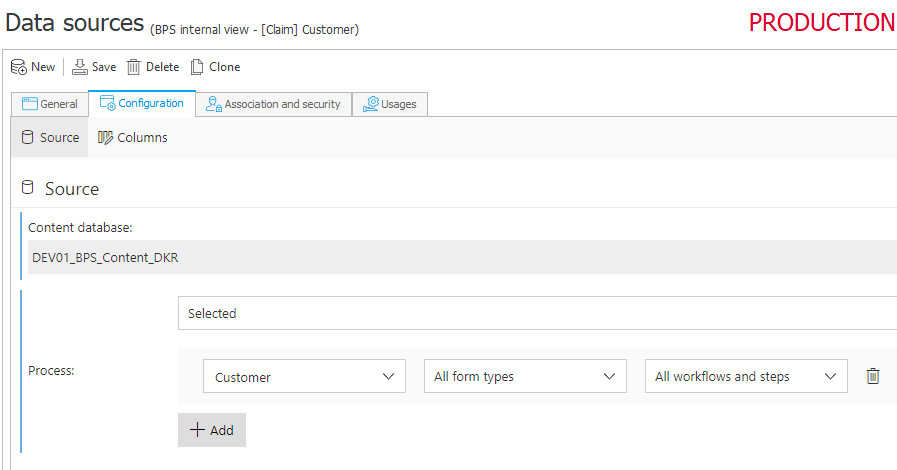 Data sources (BPS internal view - [Claim] Customer) PRODUCTION
New Save Delete Clone
General Configuration Association and security Usages
Source Columns
Source
Content database:
DEV01_BPS_Content_DKR
Selected
Process:
Customer All form types All workflows and steps
Add